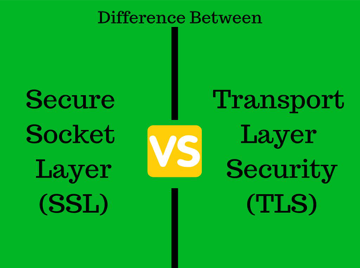 Difference Between
Secure
Socket
Layer
(SSL)
VS
Transport
Layer
Security
(TLS)